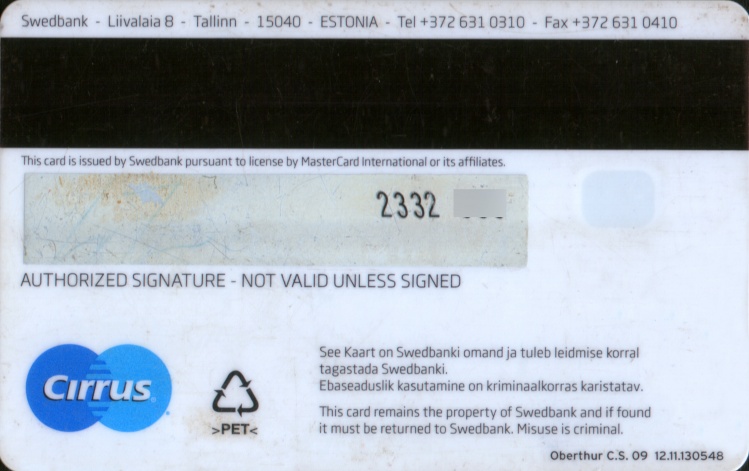 Swedbank - Liivalaia 8 - Tallinn - 15040 - ESTONIA - Tel +372 631 0310 - Fax +372 631 0410
This card is issued by Swedbank pursuant to license by MasterCard International or its affiliates.
2332
AUTHORIZED SIGNATURE - NOT VALID UNLESS SIGNED
Cirrus
>PET<
See Kaart on Swedbanki omand ja tuleb leidmise korral
tagastada Swedbanki.
Ebaseaduslik kasutamine on kriminaalkorras karistatav.
This card remains the property of Swedbank and if found
it must be returned to Swedbank. Misuse is criminal.
Oberthur C.S. 09 12.11.130548